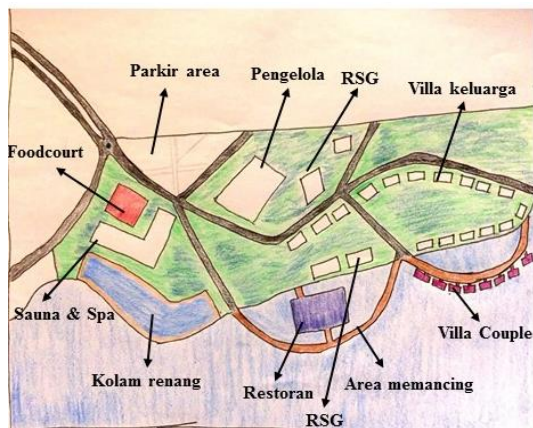 Parkir area
Pengelola
RSG
Villa keluarga
Foodcourt
Sauna & Spa
Kolam renang
Restoran
Area memancing
Villa Couple
RSG